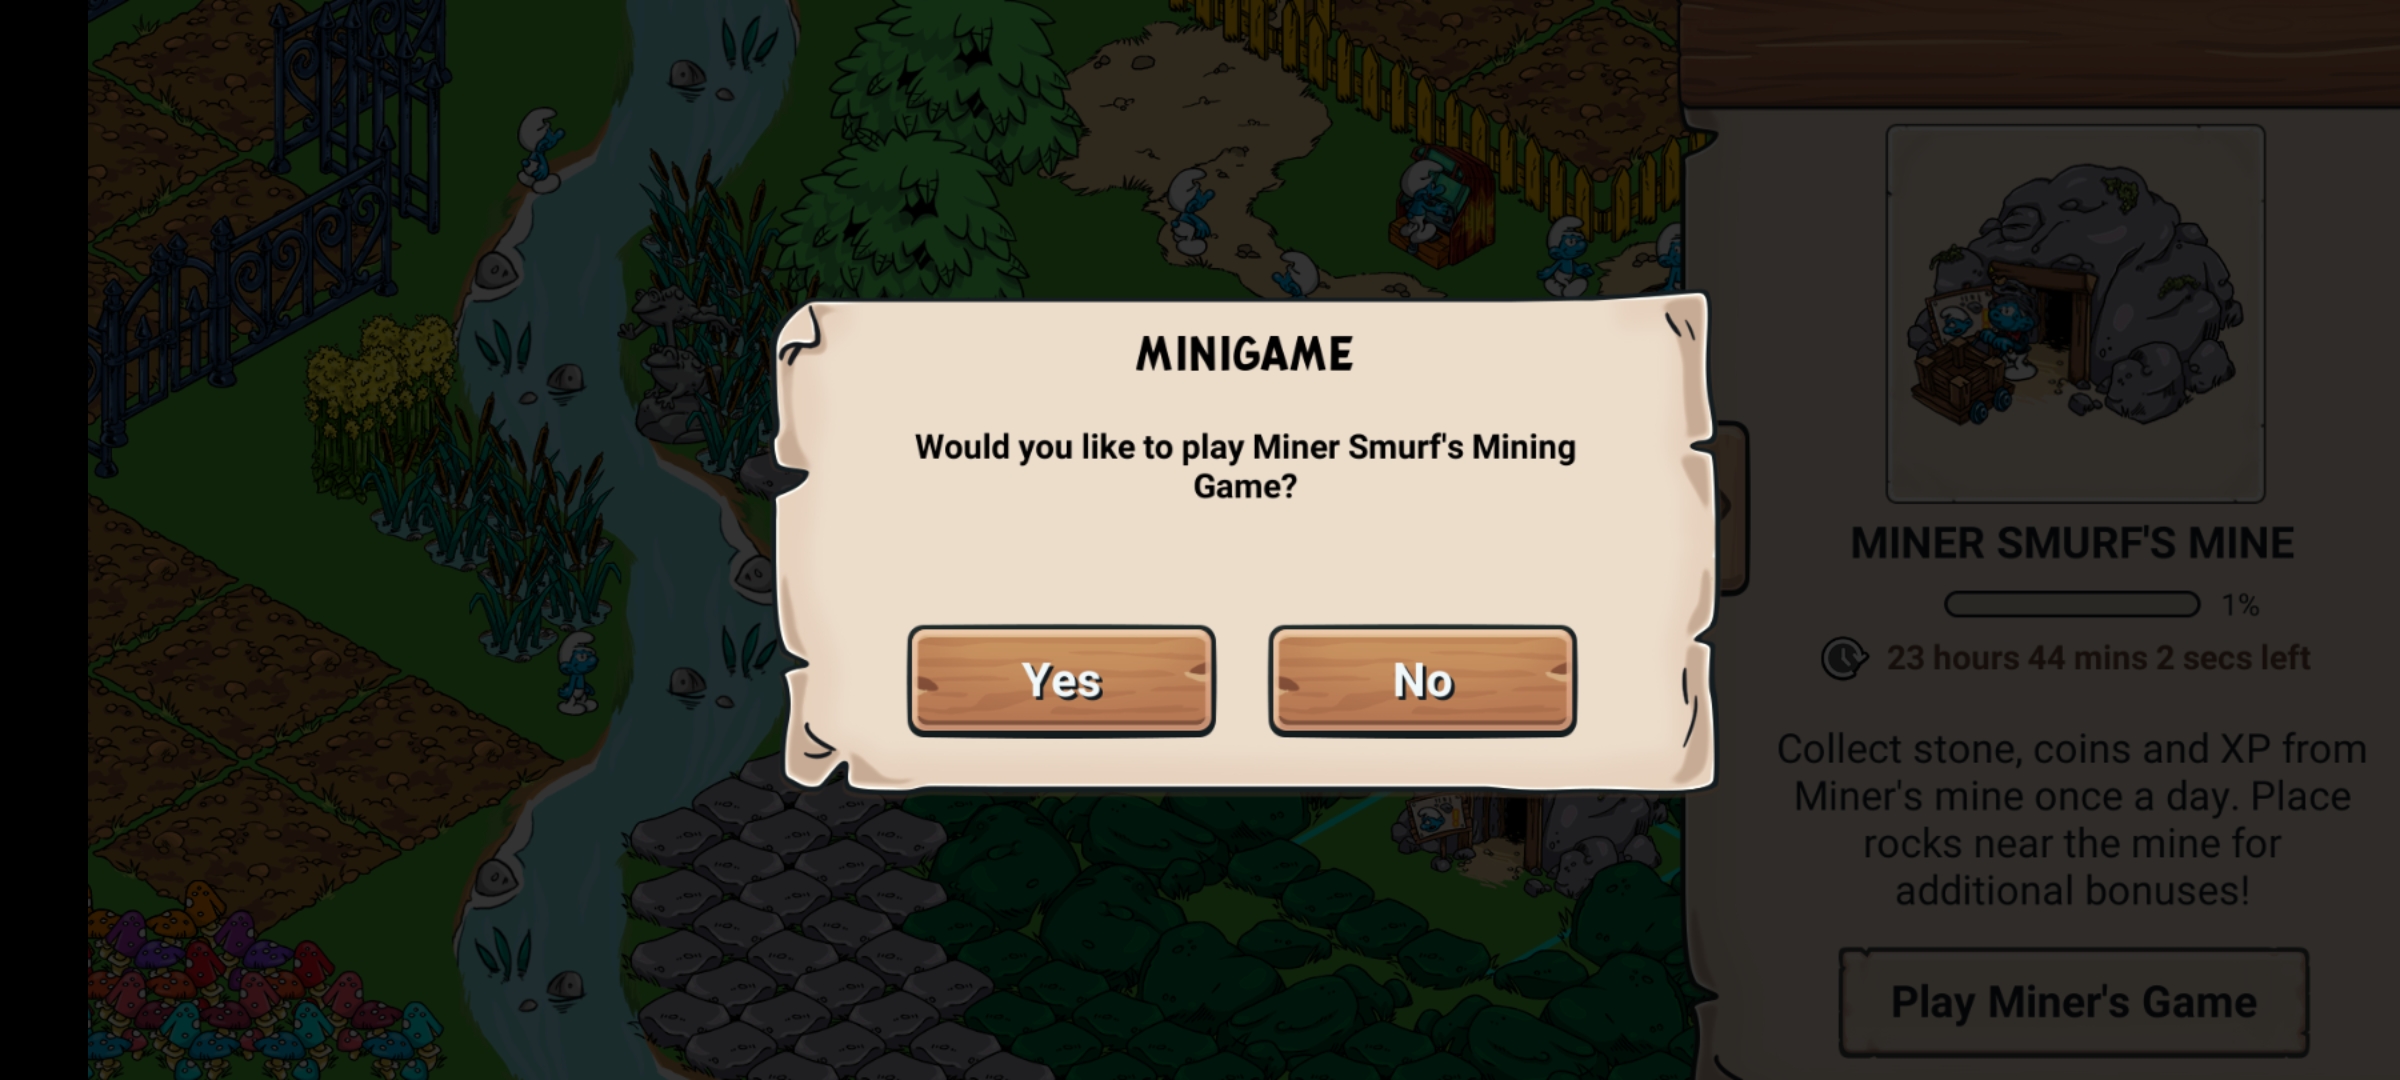 MINIGAME
Would you like to play Miner Smurf's Mining
Game?
Yes
No
MINER SMURF'S MINE
1%
23 hours 44 mins 2 secs left
Collect stone, coins and XP from
Miner's mine once a day. Place
rocks near the mine for
additional bonuses!
Play Miner's Game